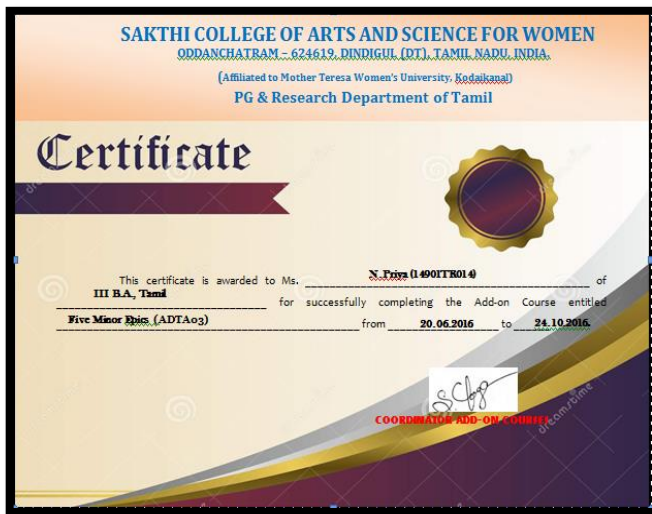 SAKTHI COLLEGE OF ARTS AND SCIENCE FOR WOMEN
ODDANCHATRAM – 624619, DINDIGUL (DT), TAMIL NADU, INDIA.
(Affiliated to Mother Teresa Women's University, Kodaikanal)
PG & Research Department of Tamil
Certificate
This certificate is awarded to Ms. N. Priya (14901TR014) of
III B.A., Tamil for successfully completing the Add-on Course entitled
Five Minor Epics (ADTA03) from 20.06.2016 to 24.10.2016.
COORDINATOR ADD-ON COURSES
dreamstime